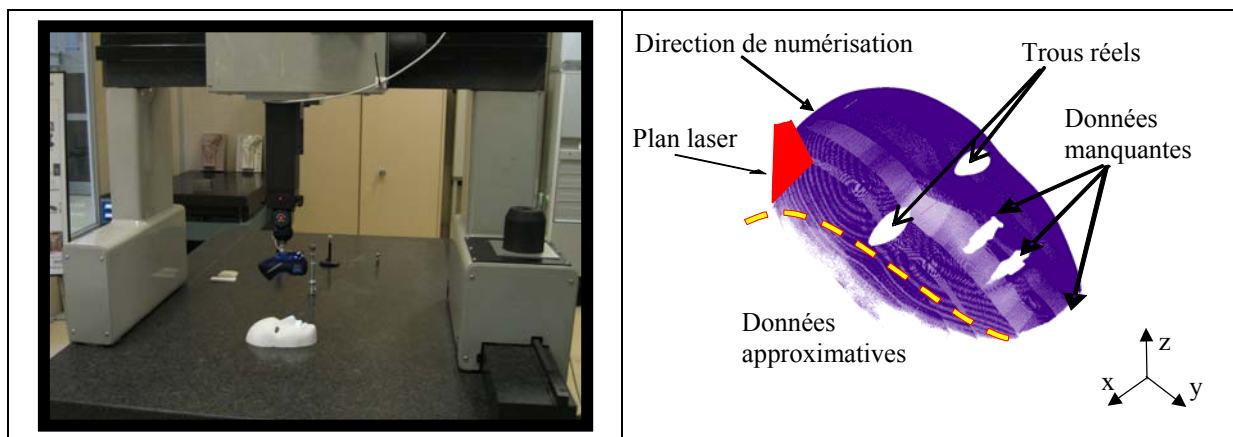 Direction de numérisation
Trous réels
Plan laser
Données
manquantes
Données
approximatives
z
x
y